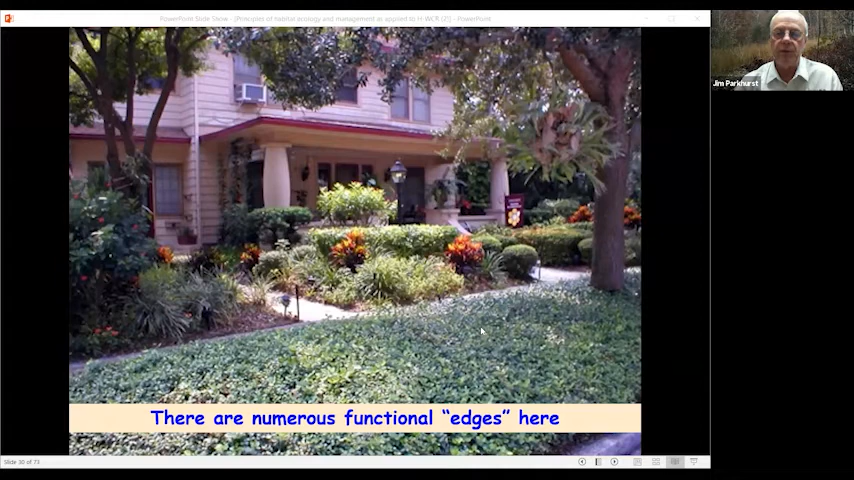 PowerPoint Slide Show - [Principles of habitat ecology and management as applied to H-WCR (2)] - PowerPoint
Jim Parkhurst
There are numerous functional “edges” here
Slide 30 of 73